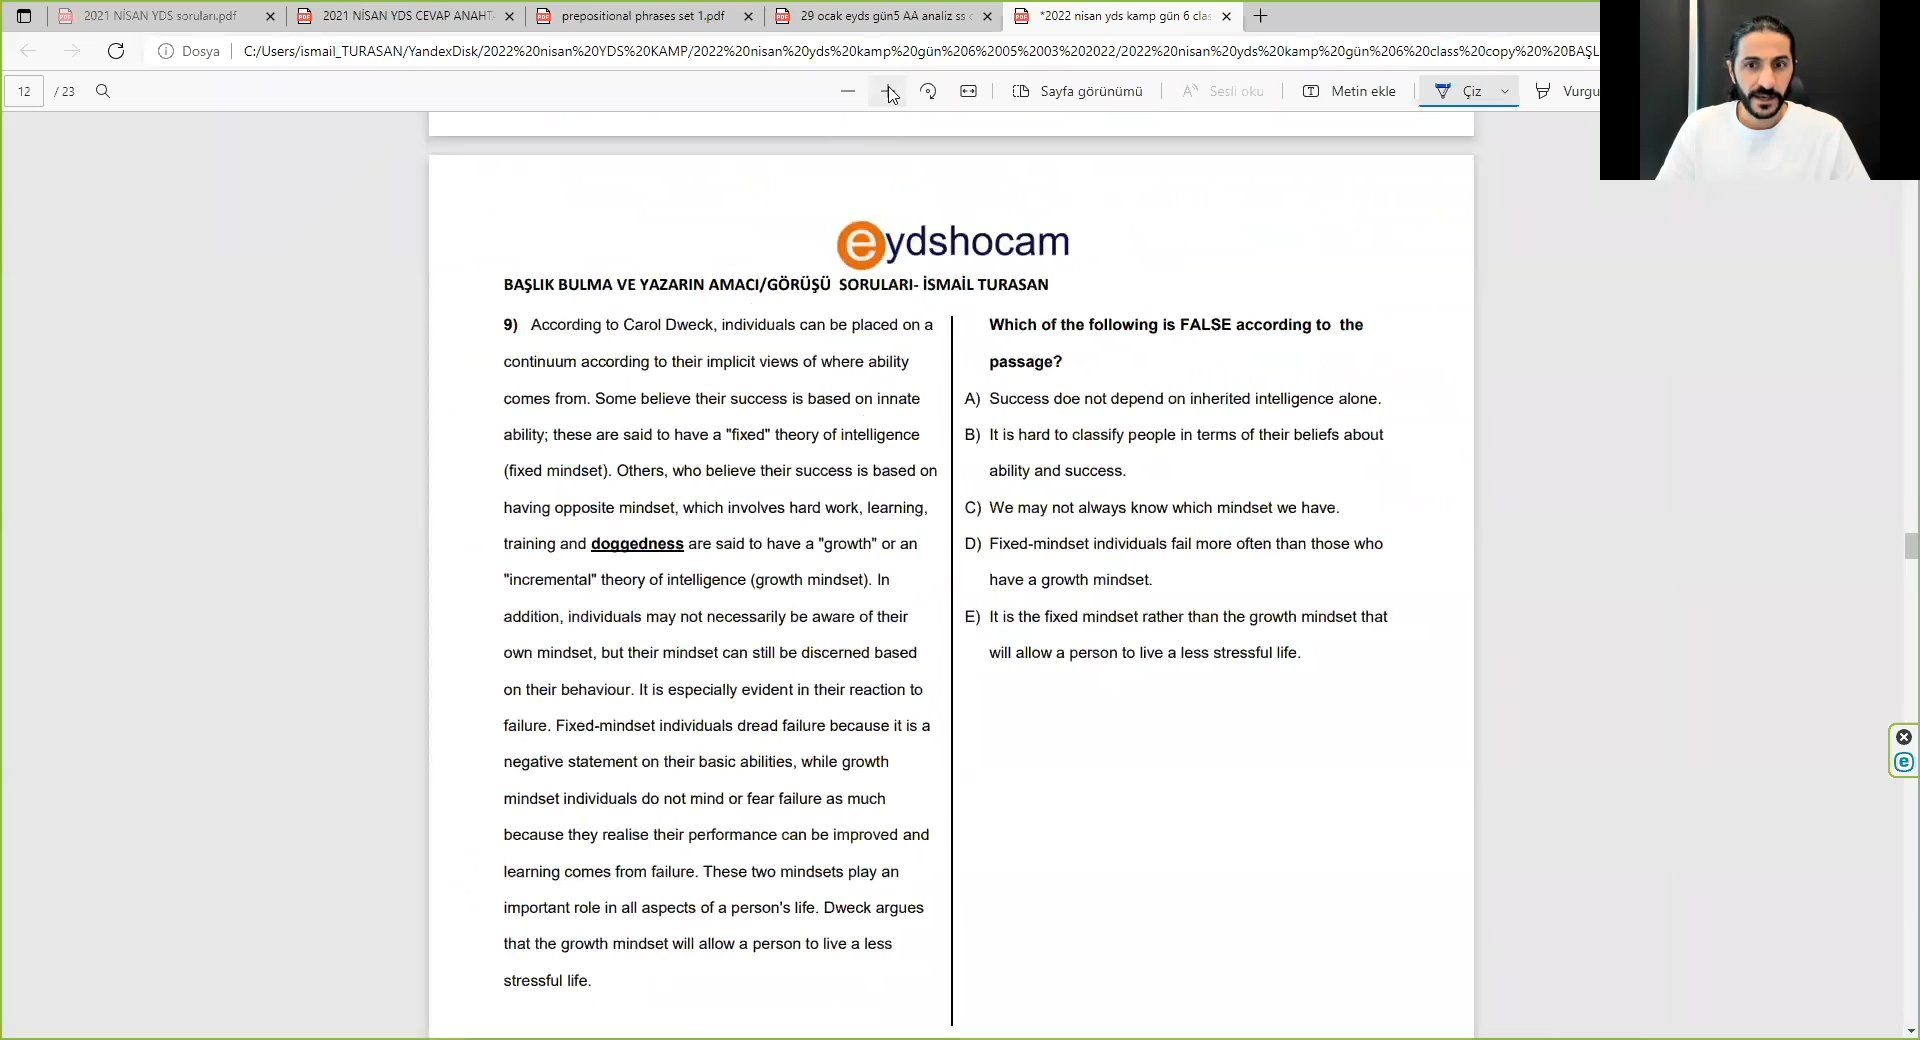 2021 NİSAN YDS soruları.pdf
2021 NİSAN YDS CEVAP ANAHT
prepositional phrases set 1.pdf
29 ocak eyds gün5 AA analiz ss c
*2022 nisan yds kamp gün 6 clas
Dosya
C:/Users/ismail_TURASAN/YandexDisk/2022%20nisan%20YDS%20KAMP/2022%20nisan%20yds%20kamp%20gün%206%2005%2003%202022/2022%20nisan%20yds%20kamp%20gün%206%20class%20copy%20%20BAŞL
12 / 23
Sayfa görünümü
Sesli oku
Metin ekle
Çiz
Vurgu
eydshocam
BAŞLIK BULMA VE YAZARIN AMACI/GÖRÜŞÜ SORULARI- İSMAİL TURASAN
9) According to Carol Dweck, individuals can be placed on a
continuum according to their implicit views of where ability
comes from. Some believe their success is based on innate
ability; these are said to have a "fixed" theory of intelligence
(fixed mindset). Others, who believe their success is based on
having opposite mindset, which involves hard work, learning,
training and doggedness are said to have a "growth" or an
"incremental" theory of intelligence (growth mindset). In
addition, individuals may not necessarily be aware of their
own mindset, but their mindset can still be discerned based
on their behaviour. It is especially evident in their reaction to
failure. Fixed-mindset individuals dread failure because it is a
negative statement on their basic abilities, while growth
mindset individuals do not mind or fear failure as much
because they realise their performance can be improved and
learning comes from failure. These two mindsets play an
important role in all aspects of a person's life. Dweck argues
that the growth mindset will allow a person to live a less
stressful life.
Which of the following is FALSE according to the
passage?
A) Success doe not depend on inherited intelligence alone.
B) It is hard to classify people in terms of their beliefs about
ability and success.
C) We may not always know which mindset we have.
D) Fixed-mindset individuals fail more often than those who
have a growth mindset.
E) It is the fixed mindset rather than the growth mindset that
will allow a person to live a less stressful life.